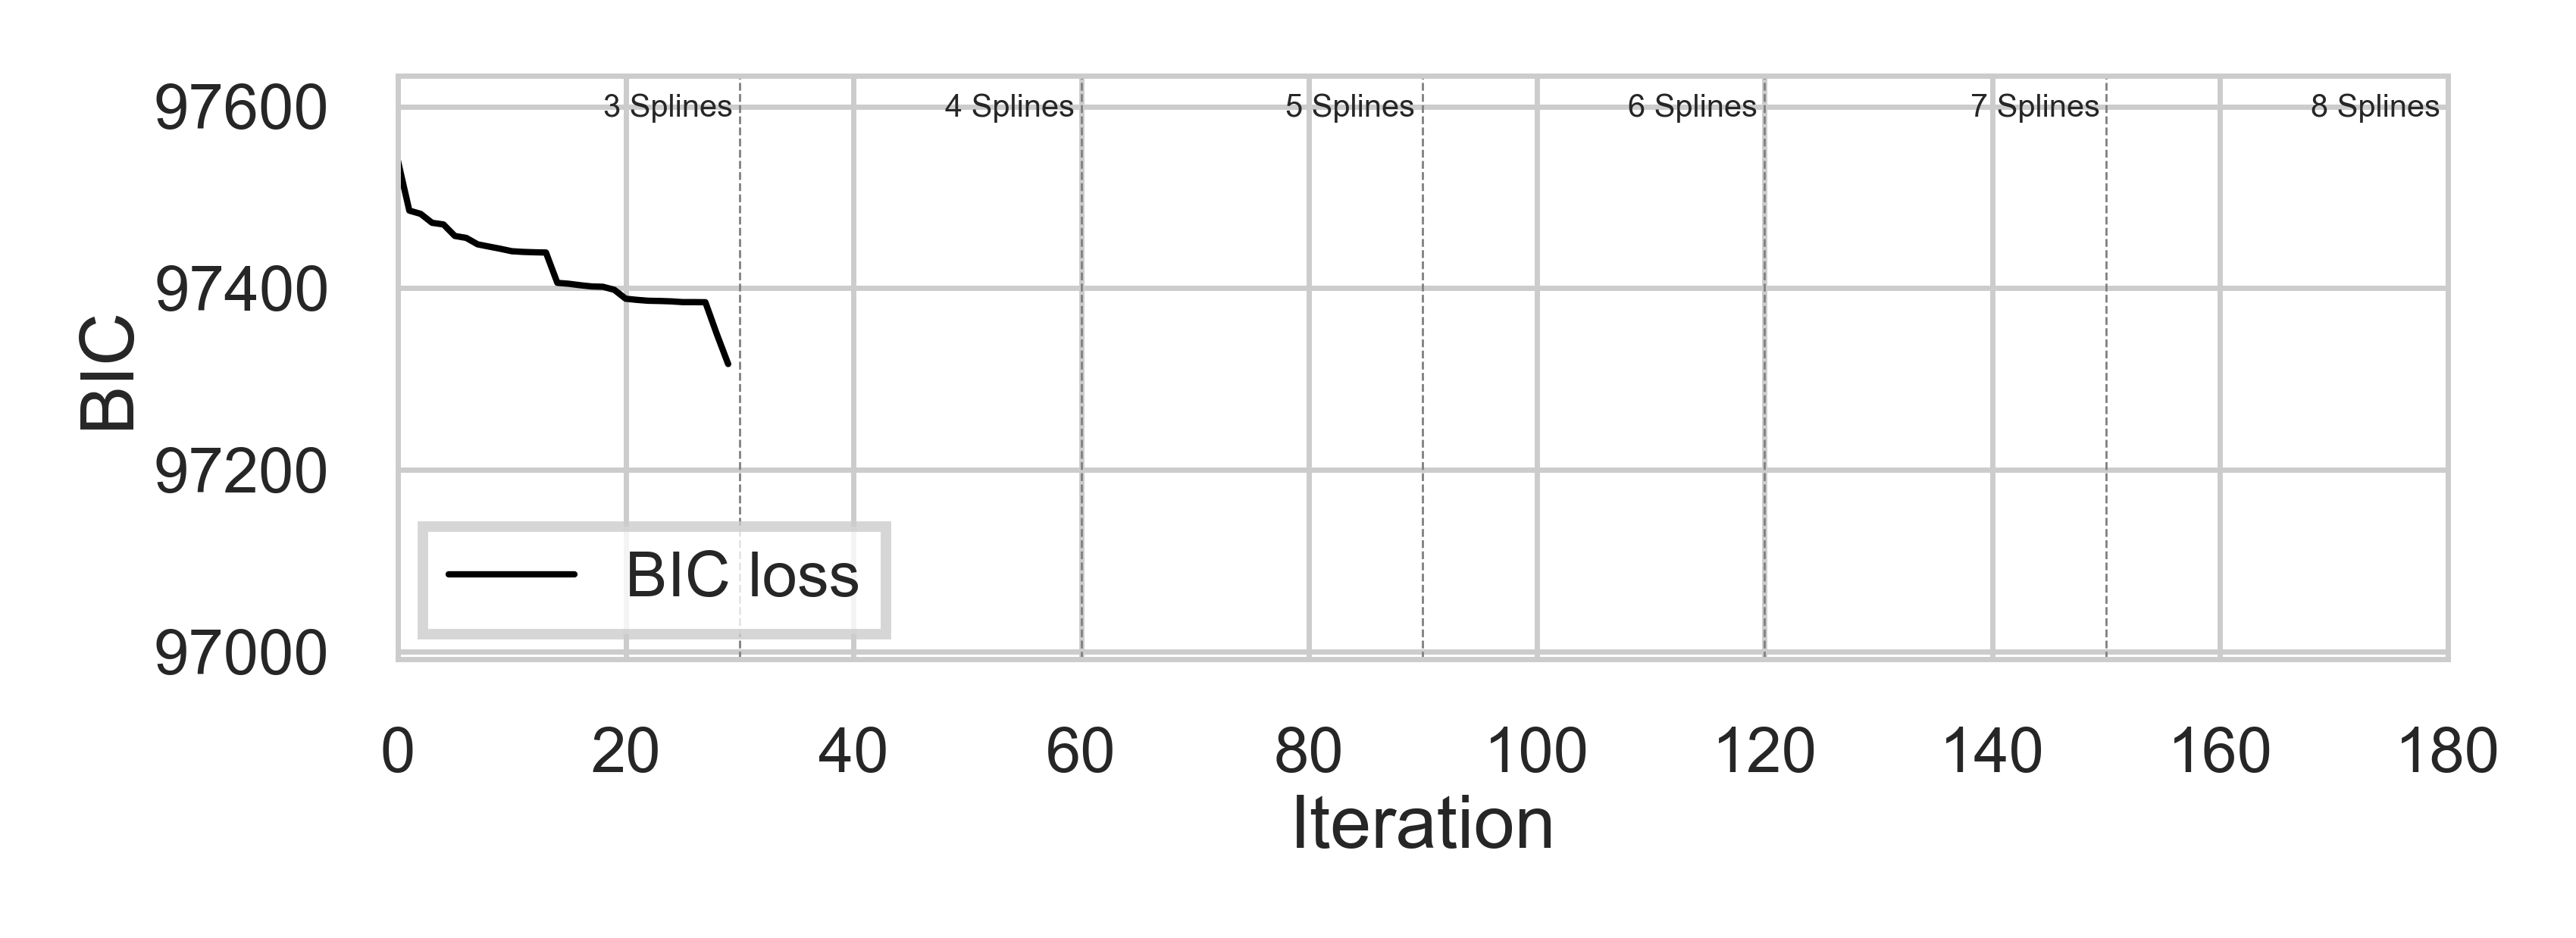 97600
3 Splines
4 Splines
5 Splines
6 Splines
7 Splines
8 Splines
97400
BIC
97200
BIC loss
97000
0 20 40 60 80 100 120 140 160 180
Iteration